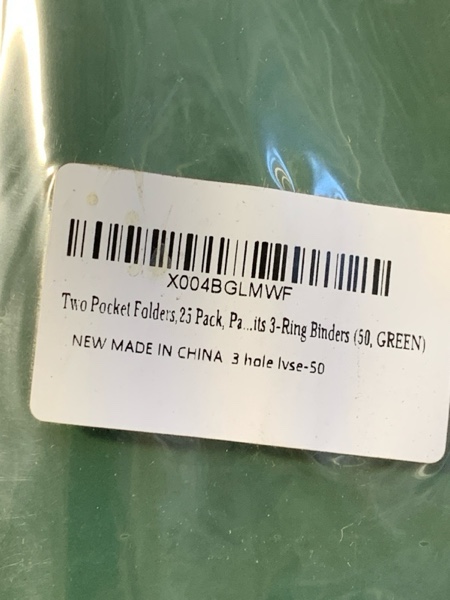 X004BGLMWF
Two Pocket Folders,25 Pack, Pa...its 3-Ring Binders (50, GREEN)
NEW MADE IN CHINA 3 hole lvse-50